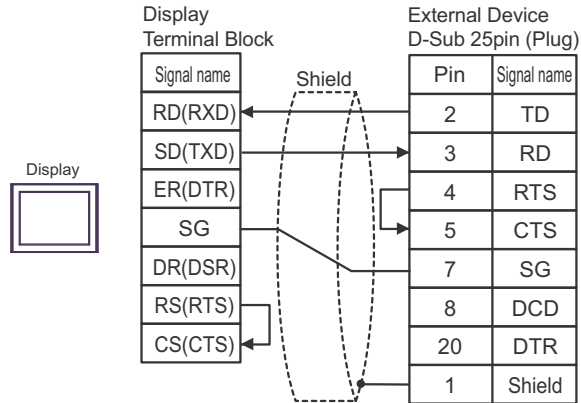 Display
Terminal Block
External Device
D-Sub 25pin (Plug)
Signal name
Shield
Pin
Signal name
RD(RXD)
2
TD
SD(TXD)
3
RD
Display
ER(DTR)
4
RTS
SG
5
CTS
DR(DSR)
7
SG
RS(RTS)
8
DCD
CS(CTS)
20
DTR
1
Shield